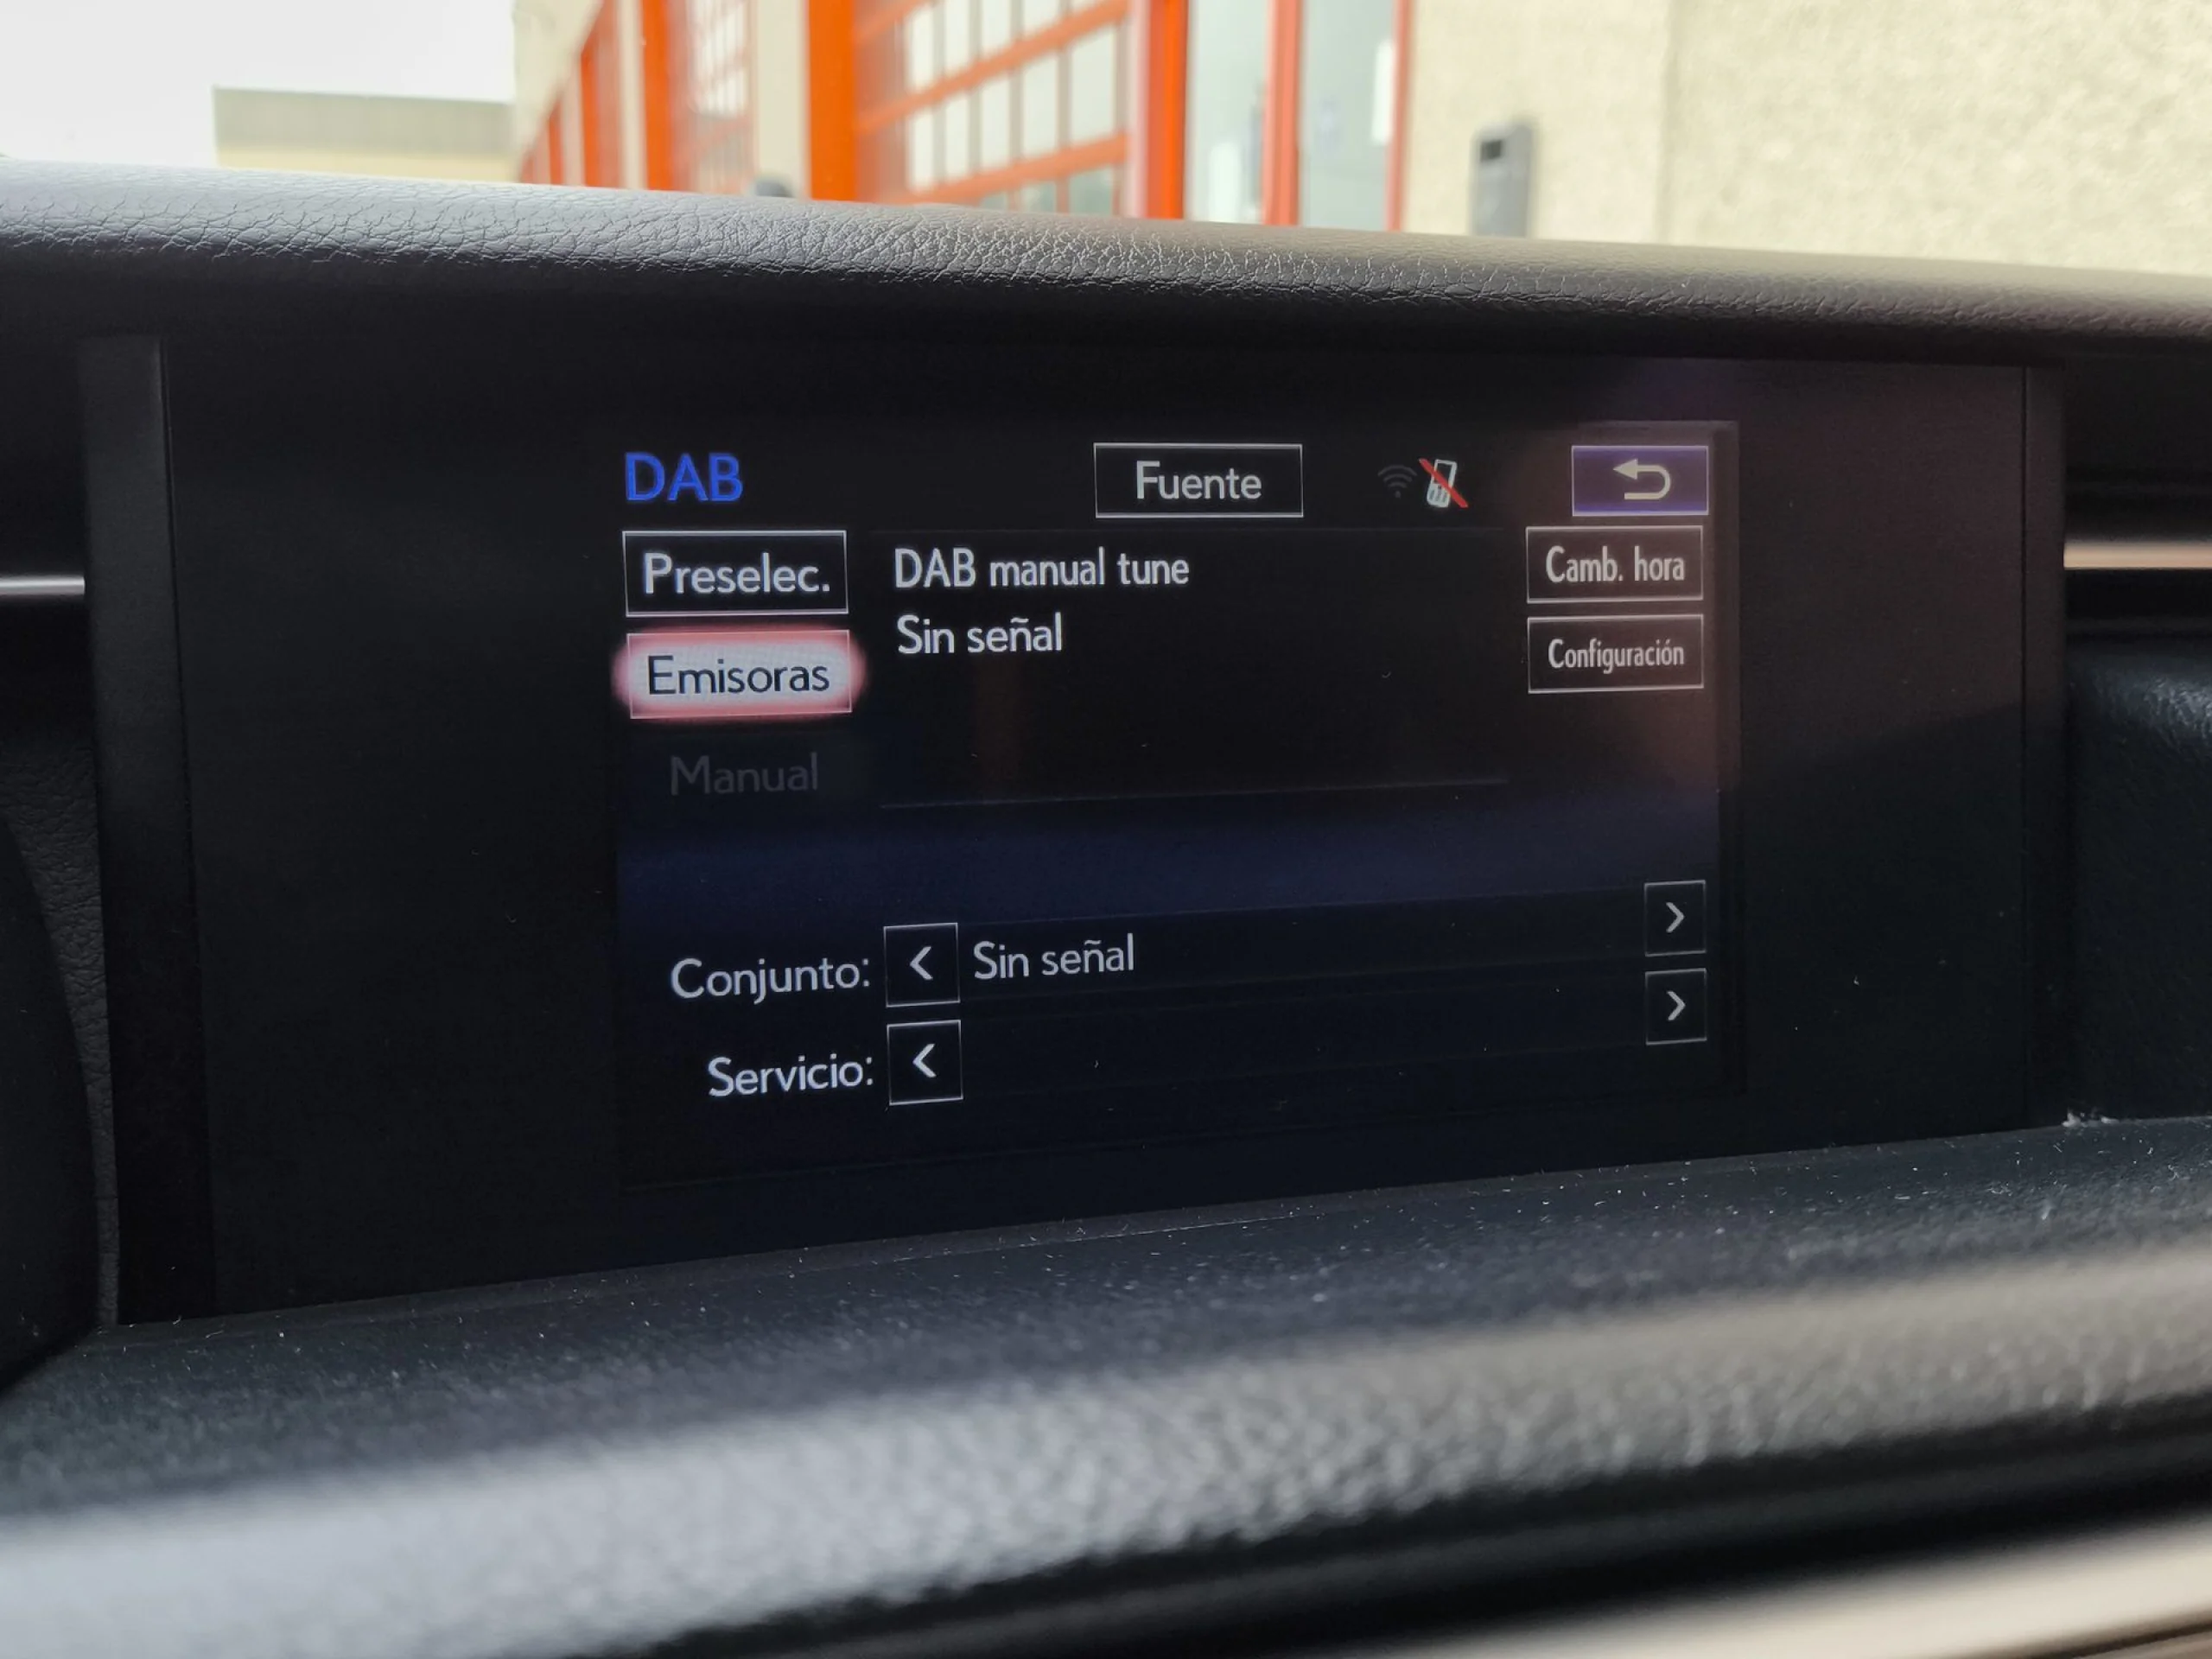 DAB
Fuente
Preselec.
DAB manual tune
Camb. hora
Sin señal
Emisoras
Configuración
Manual
Conjunto:
Sin señal
Servicio: